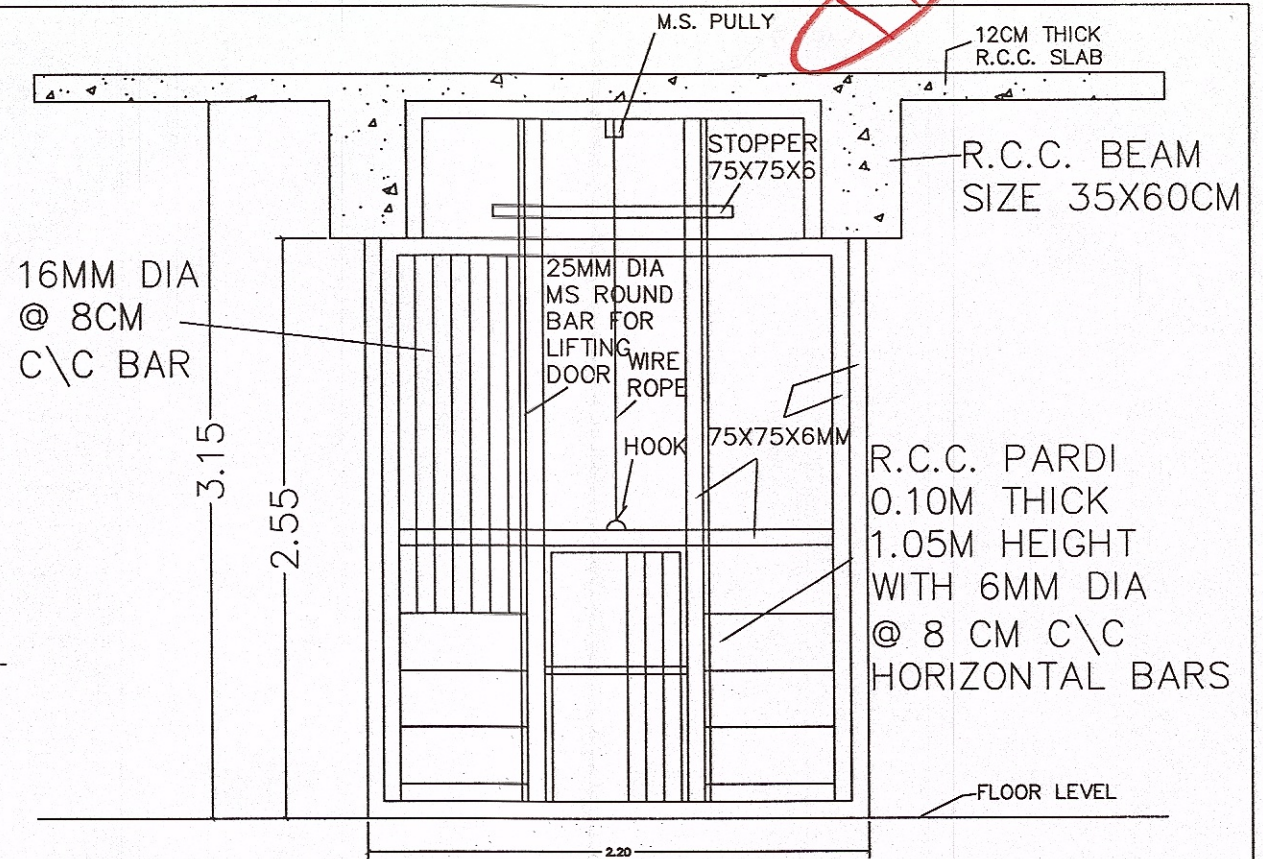 M.S. PULLY
12CM THICK
R.C.C. SLAB
STOPPER
75X75X6
R.C.C. BEAM
SIZE 35X60CM
16MM DIA
@ 8CM
C\C BAR
25MM DIA
MS ROUND
BAR FOR
LIFTING
DOOR
WIRE
ROPE
HOOK
75X75X6MM
3.15
2.55
R.C.C. PARDI
0.10M THICK
1.05M HEIGHT
WITH 6MM DIA
@ 8 CM C\C
HORIZONTAL BARS
FLOOR LEVEL
2.20